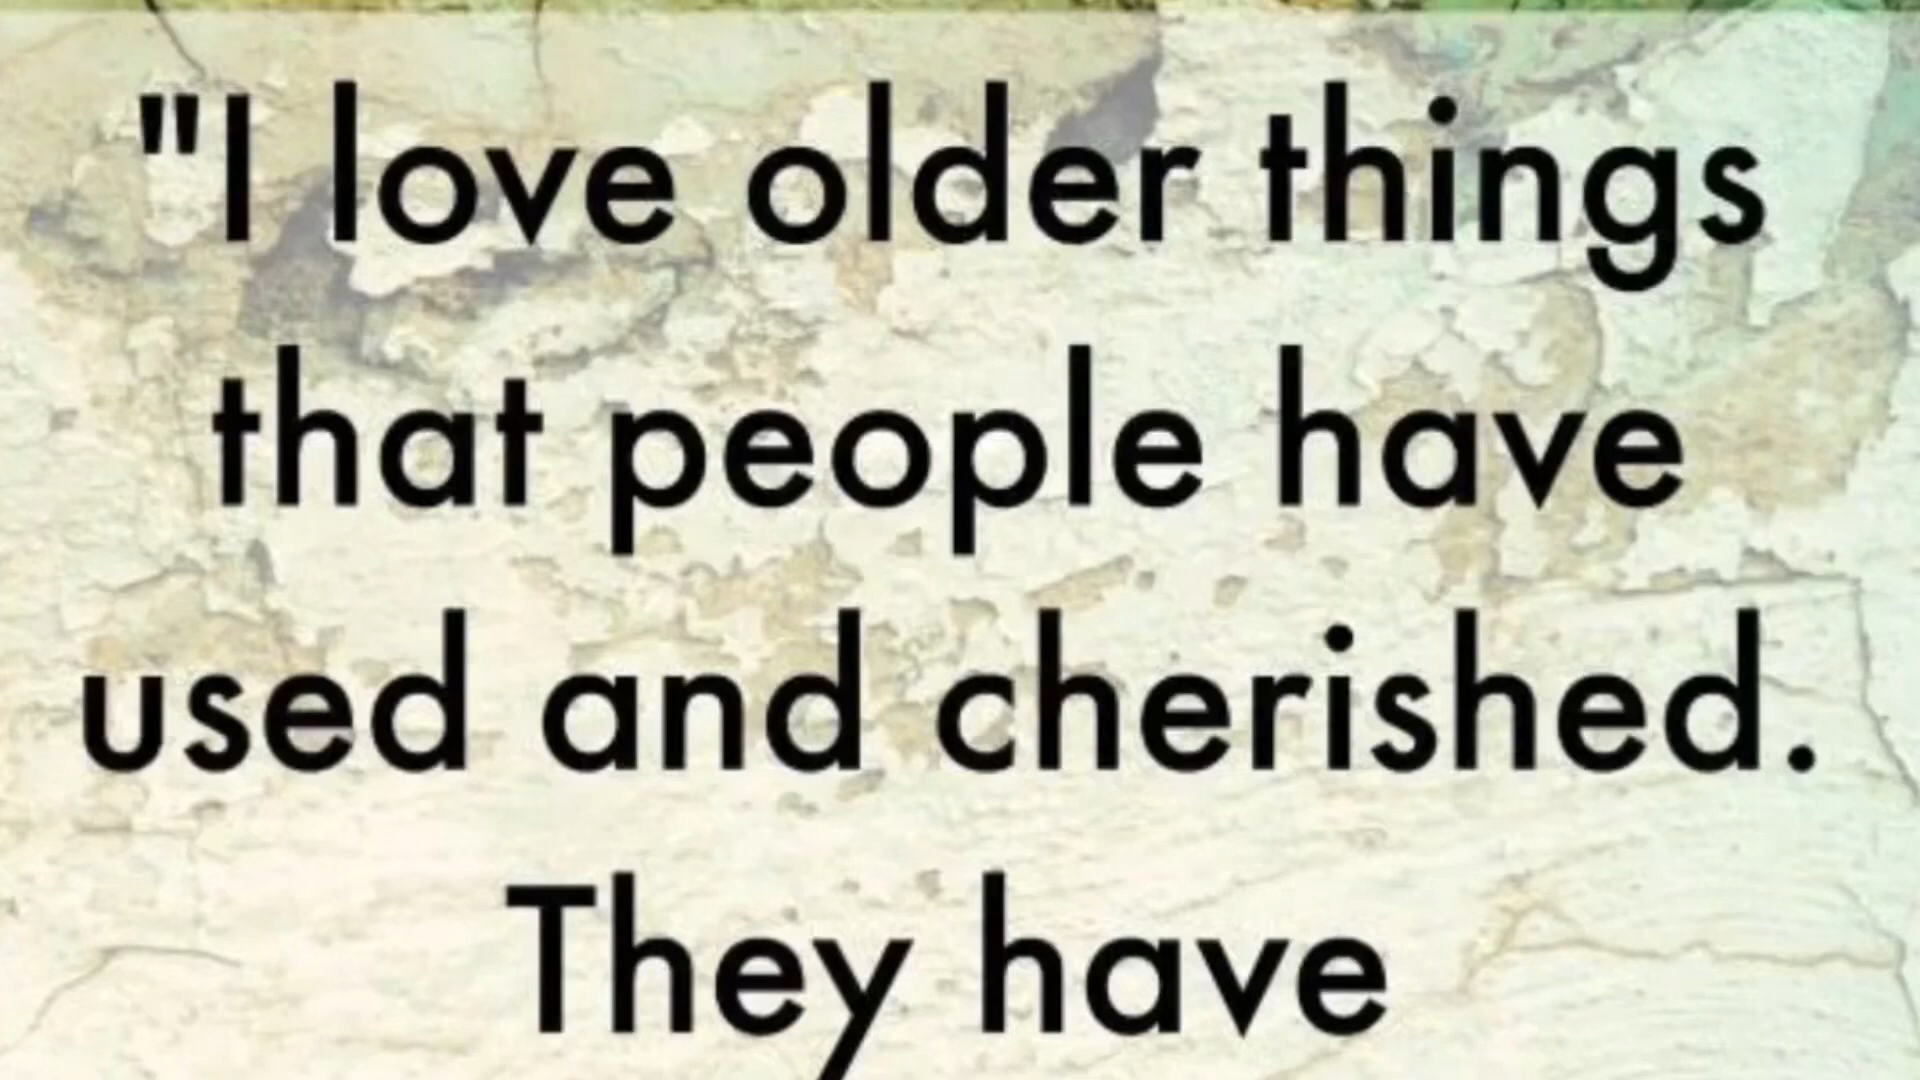 "I love older things
that people have
used and cherished.
They have